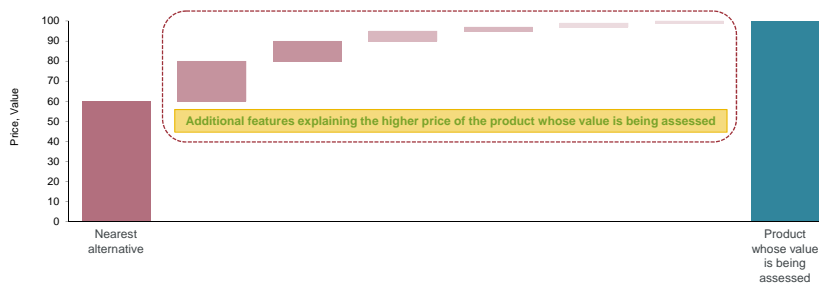 100
90
80
70
60
50
40
30
20
10
0
Price, Value
Additional features explaining the higher price of the product whose value is being assessed
Nearest
alternative
Product
whose value
is being
assessed